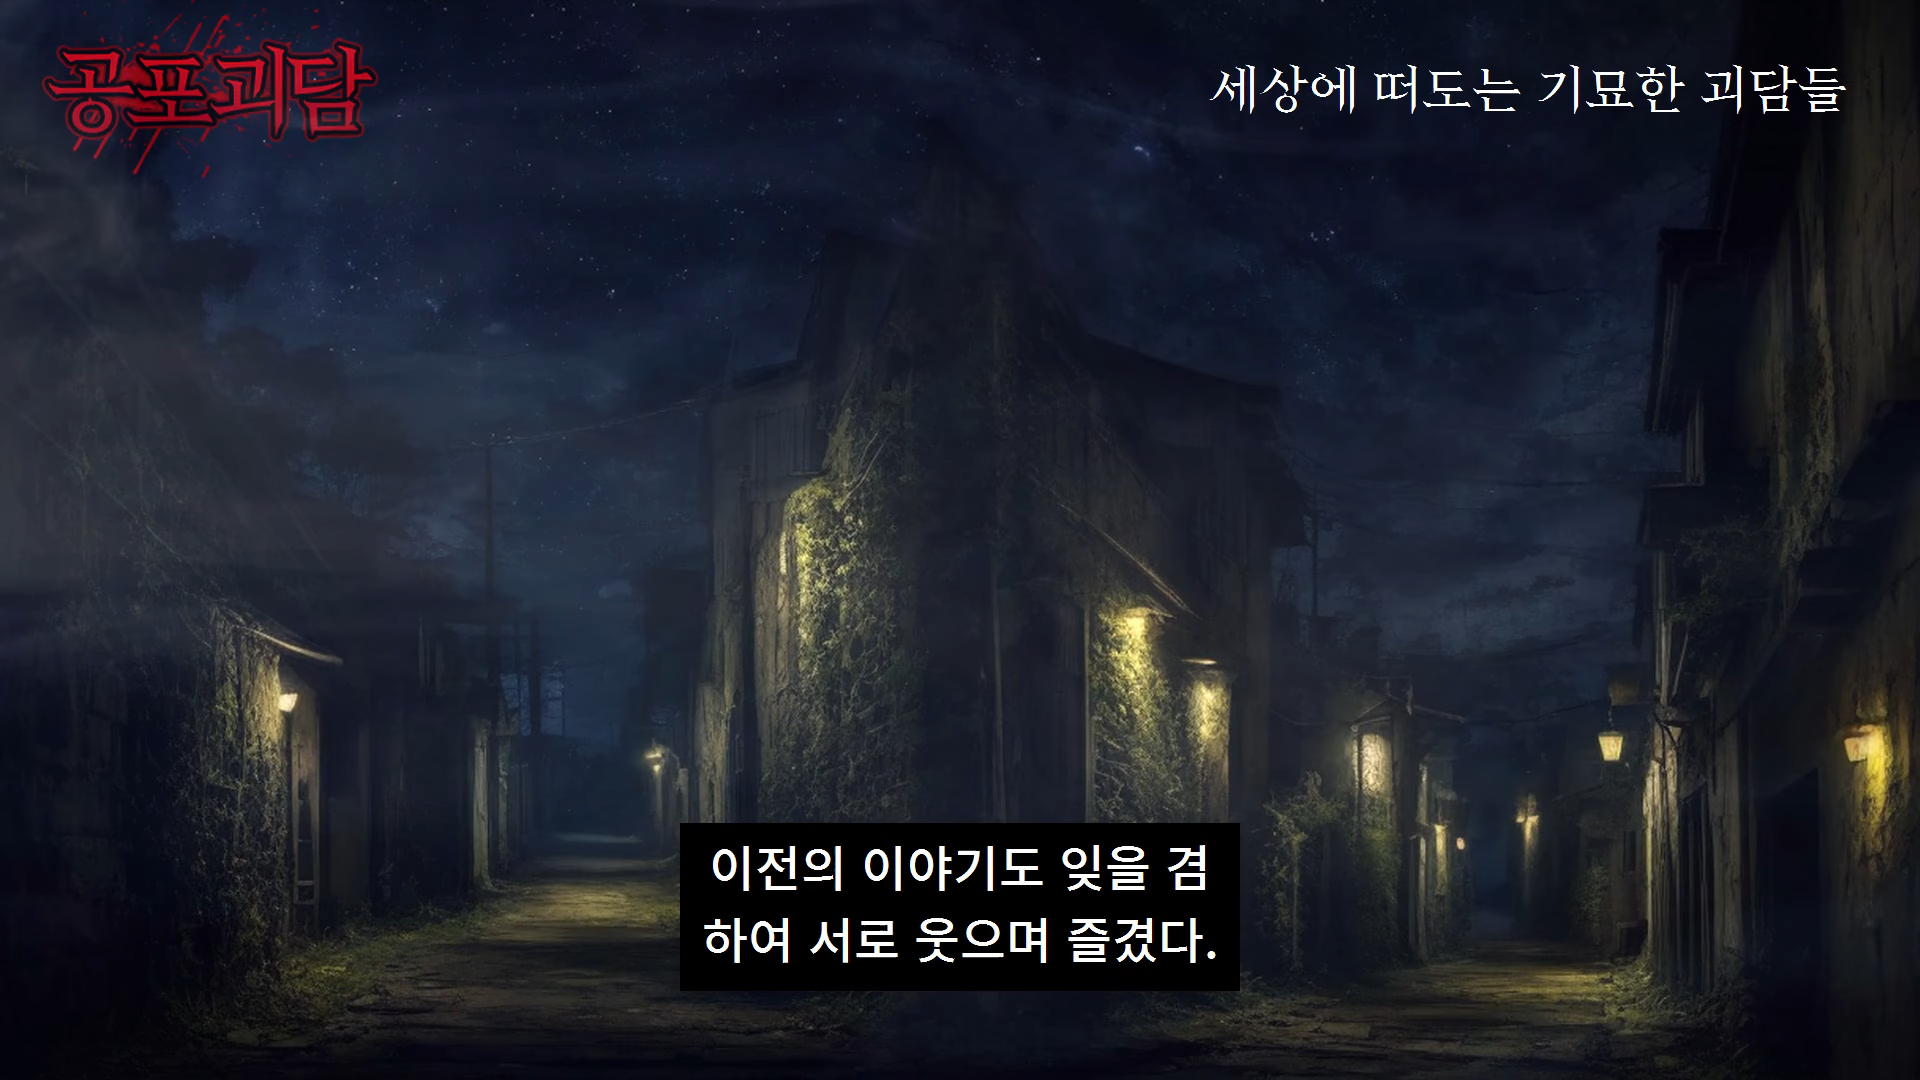 공포괴담
세상에 떠도는 기묘한 괴담들
이전의 이야기도 잊을 겸
하여 서로 웃으며 즐겼다.